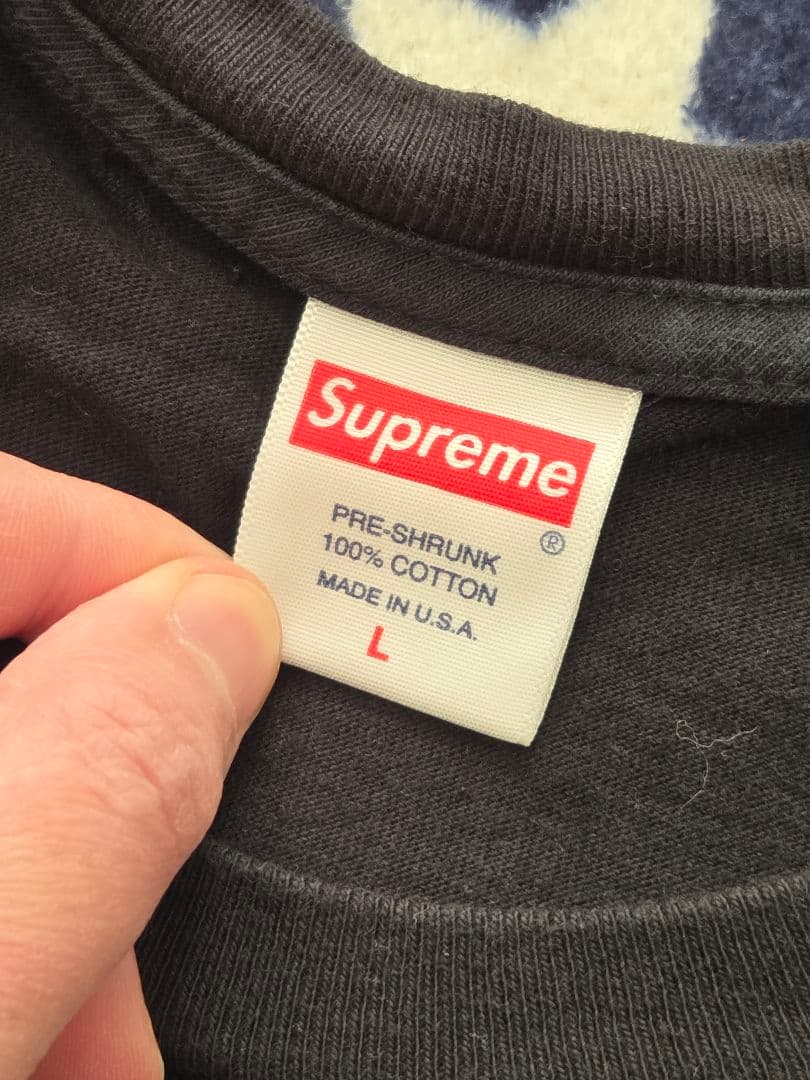 Supreme
®
PRE-SHRUNK
100% COTTON
MADE IN U.S.A.
L